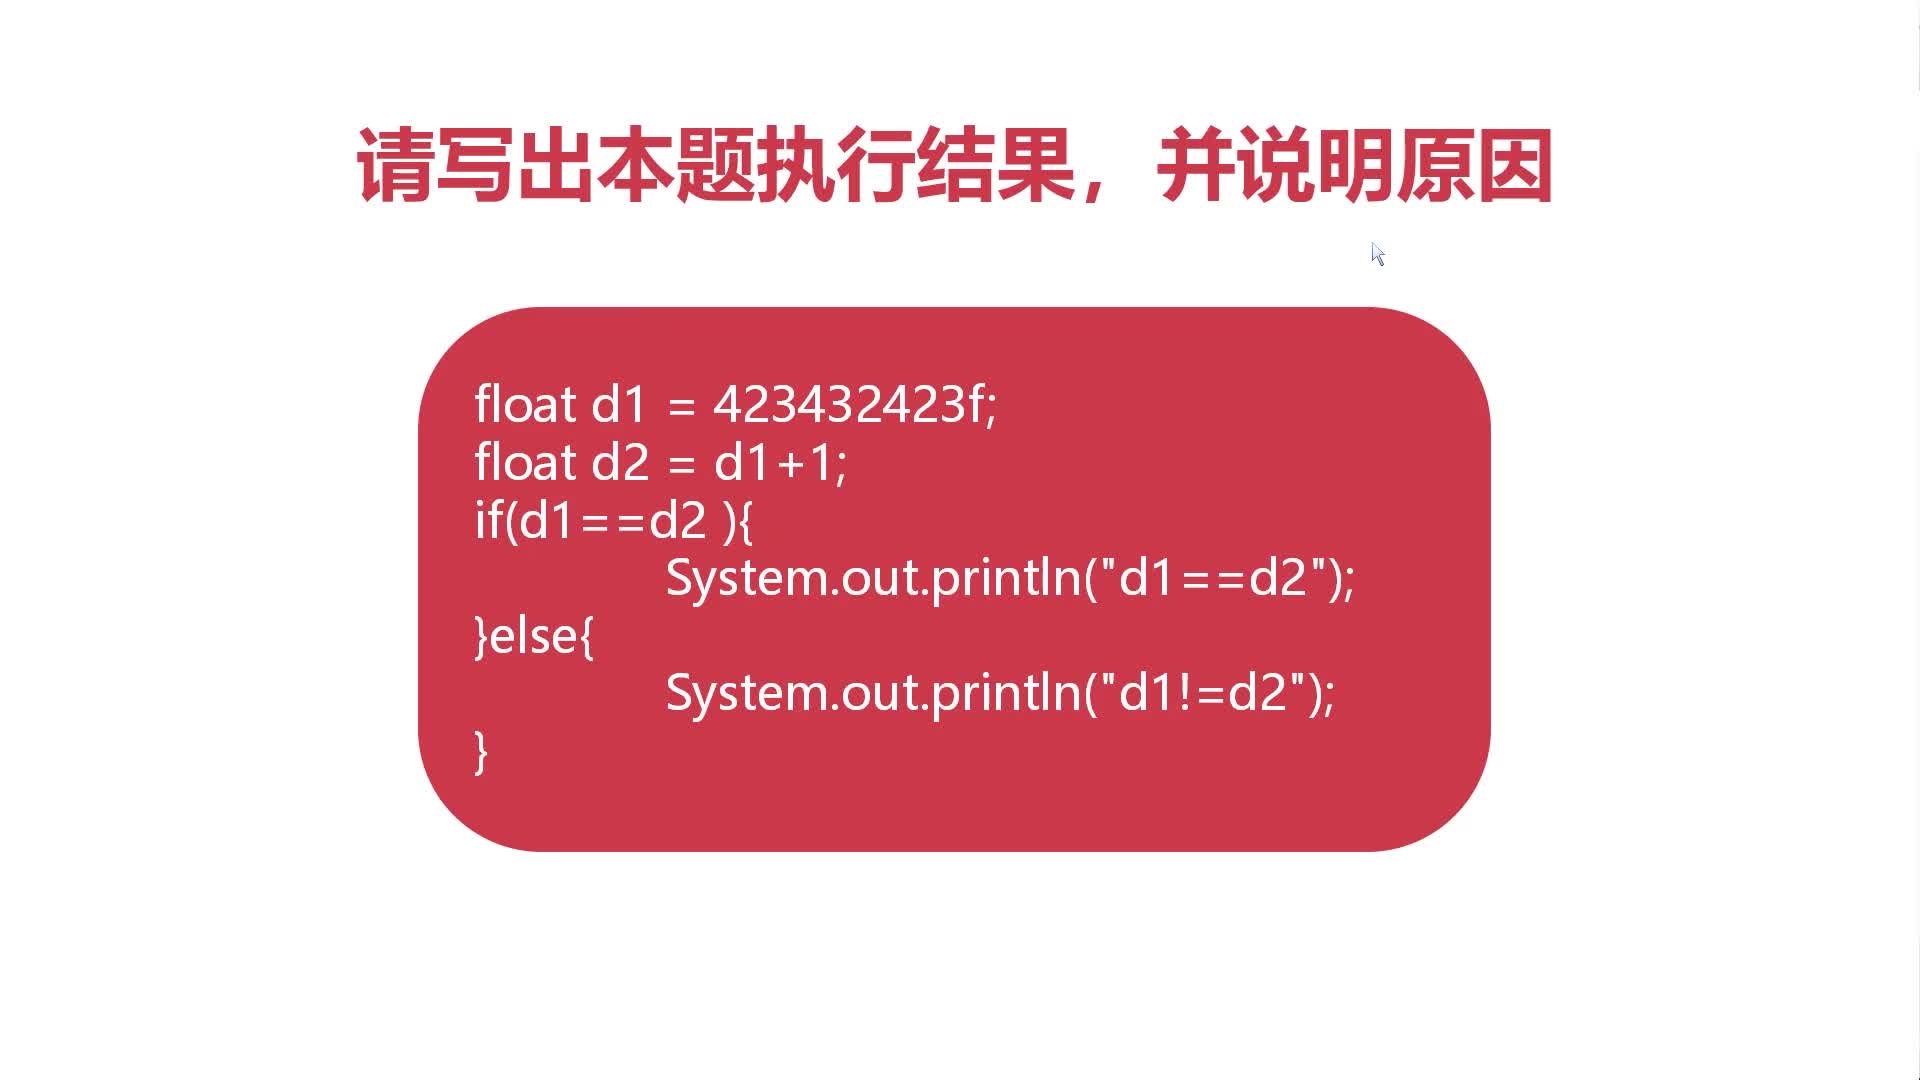 请写出本题执行结果，并说明原因
float d1 = 423432423f;
float d2 = d1+1;
if(d1==d2 ){
System.out.println("d1==d2");
}else{
System.out.println("d1!=d2");
}